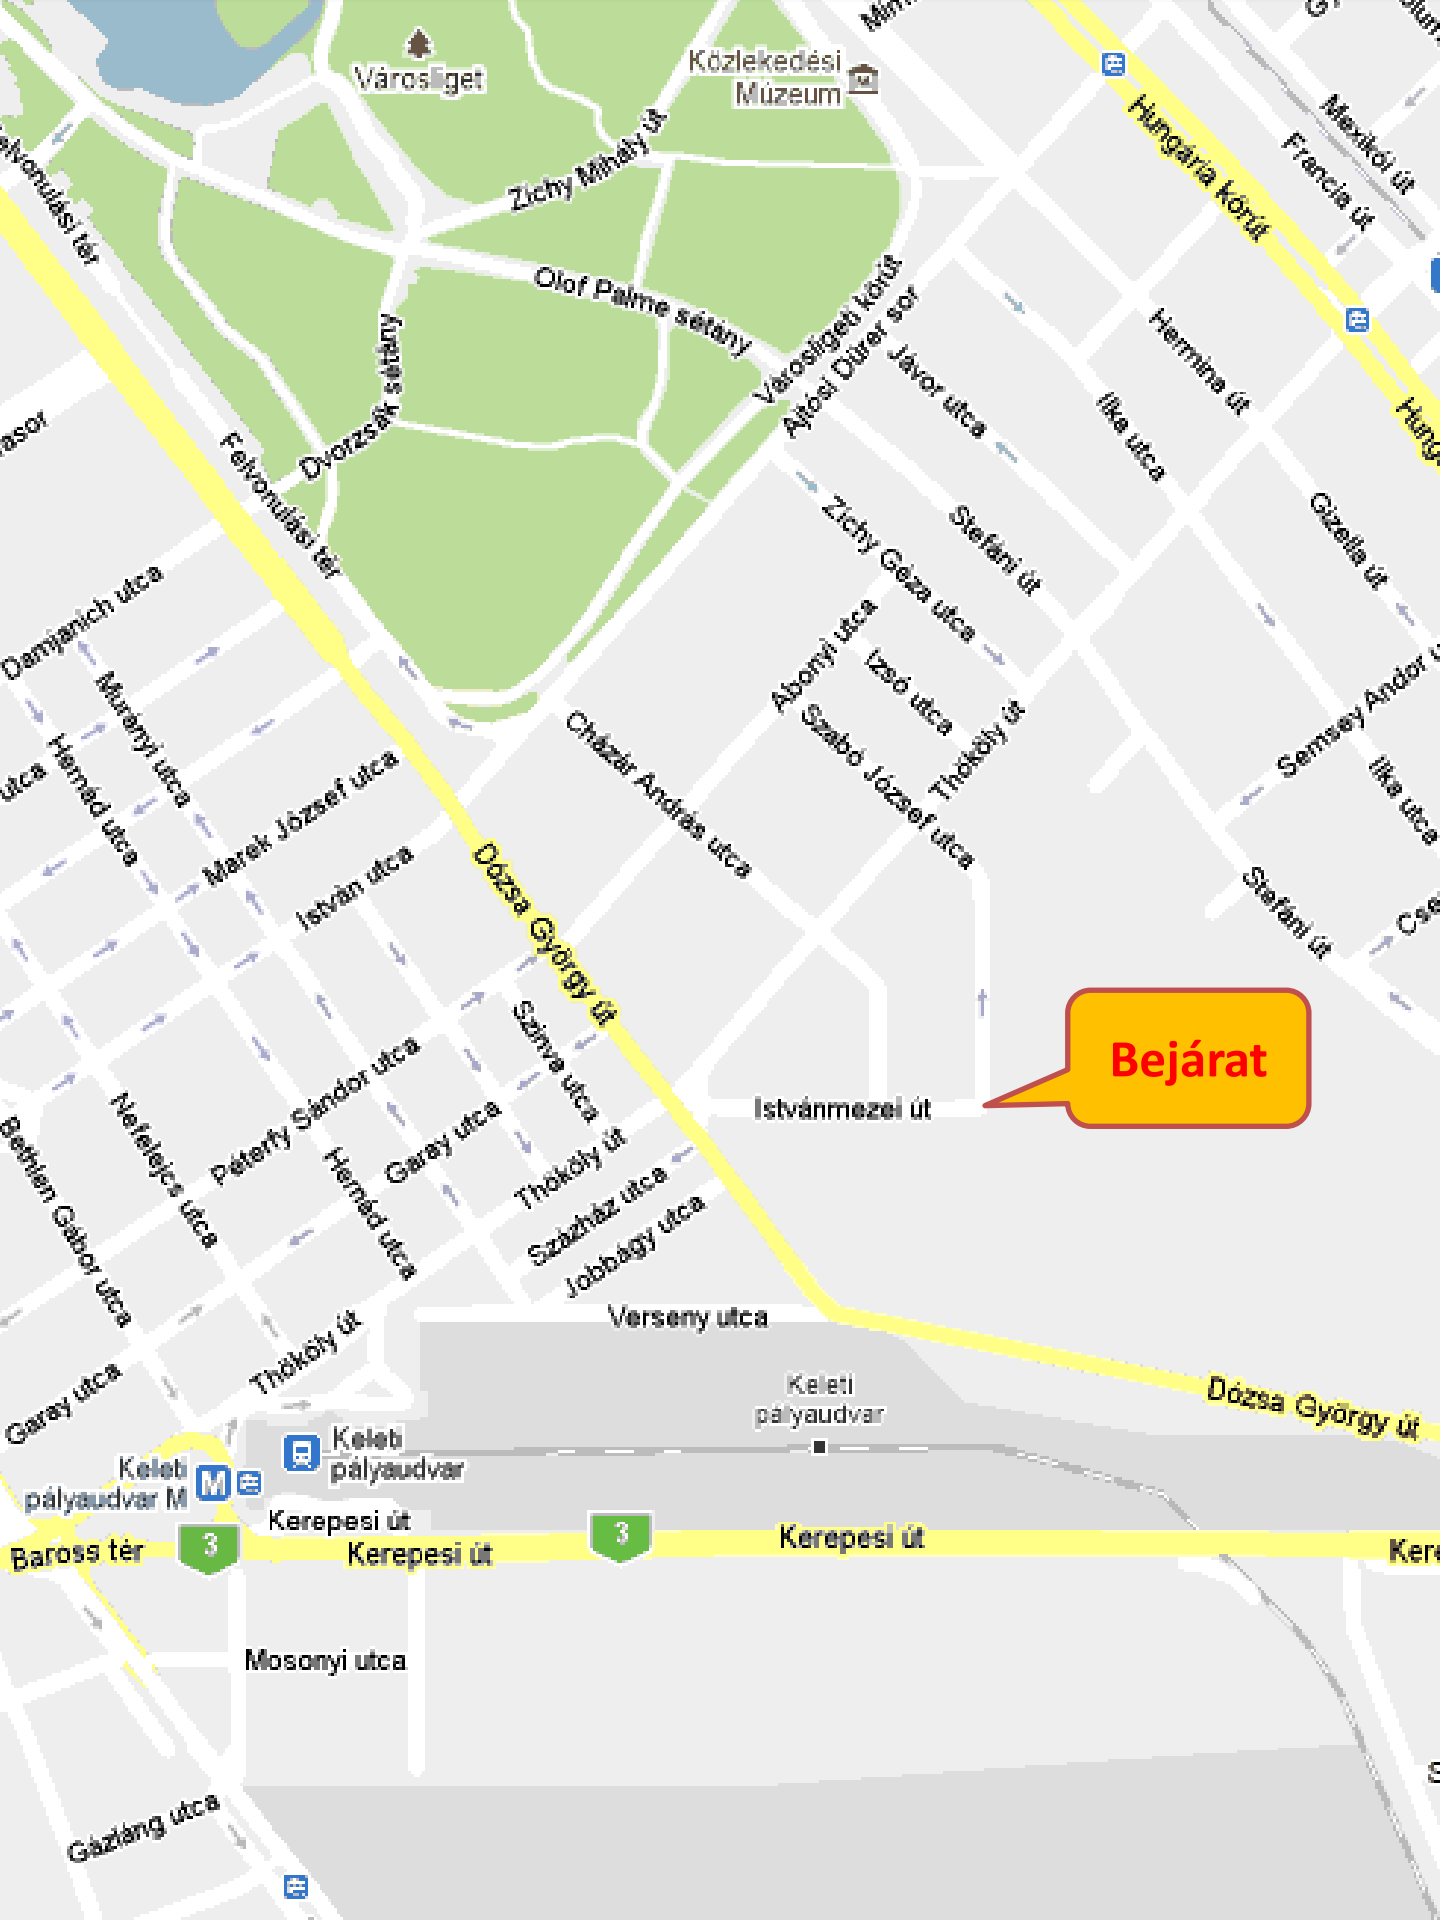 Városliget
Közlekedési
Múzeum
Zichy Mihály út
Hungária körút
Mexikói út
Francia út
Olof Palme sétány
Városligeti körút
Ajtósi Dürer sor
Dvorzsák sétány
Felvonulási tér
Jávor utca
Ilka utca
Hermina út
Gizella út
Stefáni út
Zichy Géza utca
Damjanich utca
Murányi utca
Hernád utca
Marek József utca
István utca
Abonyi utca
Izsó utca
Szabó József utca
Thököly út
Cházár András utca
Semsey Andor
Ilka utca
Stefáni út
Dózsa György út
Szinva utca
Péterfy Sándor utca
Garay utca
Nefelejcs utca
Bethlen Gábor utca
Hernád utca
Thököly út
Százház utca
Jobbágy utca
Istvánmezei út
Bejárat
Verseny utca
Thököly út
Garay utca
Keleti
pályaudvar
Dózsa György út
Keleti
pályaudvar
Keleti
pályaudvar M
M
Kerepesi út
Baross tér
3
Kerepesi út
3
Kerepesi út
Mosonyi utca
Gázláng utca